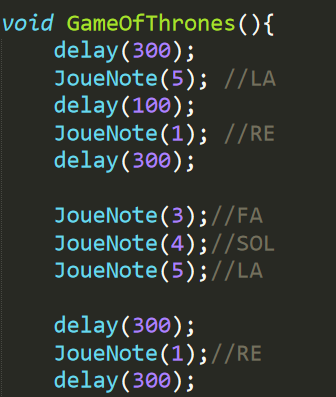 void GameOfThrones(){
    delay(300);
    JoueNote(5); //LA
    delay(100);
    JoueNote(1); //RE
    delay(300);

    JoueNote(3);//FA
    JoueNote(4);//SOL
    JoueNote(5);//LA

    delay(300);
    JoueNote(1);//RE
    delay(300);